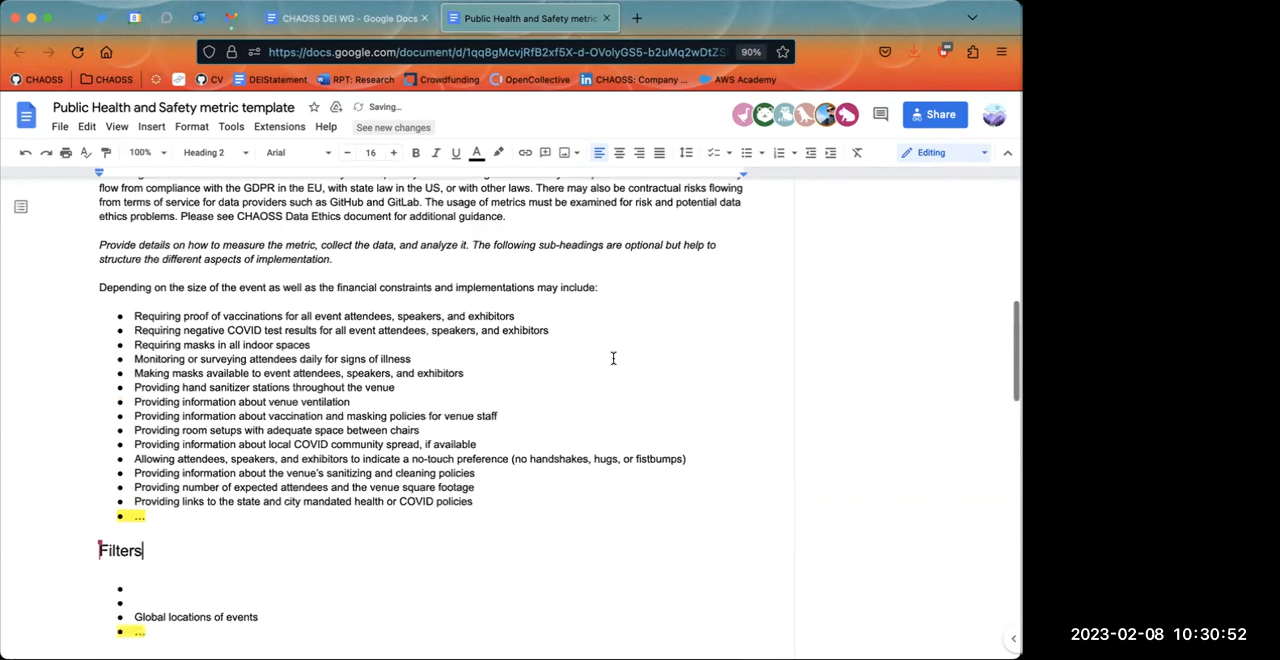 CHAOSS DEI WG - Google Docs
Public Health and Safety metric
https://docs.google.com/document/d/1qq8gMcvjRfB2xf5X-d-OVolyGS5-b2uMq2wDtZS
90%
CHAOSS
CHAOSS
CV
DEIStatement
RPT: Research
Crowdfunding
OpenCollective
CHAOSS: Company ...
AWS Academy
Public Health and Safety metric template
Saving...
File Edit View Insert Format Tools Extensions Help
See new changes
Share
100%
Heading 2
Arial
16
B I U A
Editing
flow from compliance with the GDPR in the EU, with state law in the US, or with other laws. There may also be contractual risks flowing
from terms of service for data providers such as GitHub and GitLab. The usage of metrics must be examined for risk and potential data
ethics problems. Please see CHAOSS Data Ethics document for additional guidance.
Provide details on how to measure the metric, collect the data, and analyze it. The following sub-headings are optional but help to
structure the different aspects of implementation.
Depending on the size of the event as well as the financial constraints and implementations may include:
● Requiring proof of vaccinations for all event attendees, speakers, and exhibitors
● Requiring negative COVID test results for all event attendees, speakers, and exhibitors
● Requiring masks in all indoor spaces
● Monitoring or surveying attendees daily for signs of illness
● Making masks available to event attendees, speakers, and exhibitors
● Providing hand sanitizer stations throughout the venue
● Providing information about venue ventilation
● Providing information about vaccination and masking policies for venue staff
● Providing room setups with adequate space between chairs
● Providing information about local COVID community spread, if available
● Allowing attendees, speakers, and exhibitors to indicate a no-touch preference (no handshakes, hugs, or fistbumps)
● Providing information about the venue's sanitizing and cleaning policies
● Providing number of expected attendees and the venue square footage
● Providing links to the state and city mandated health or COVID policies
● ...
Filters
●
●
● Global locations of events
● ...
2023-02-08 10:30:52